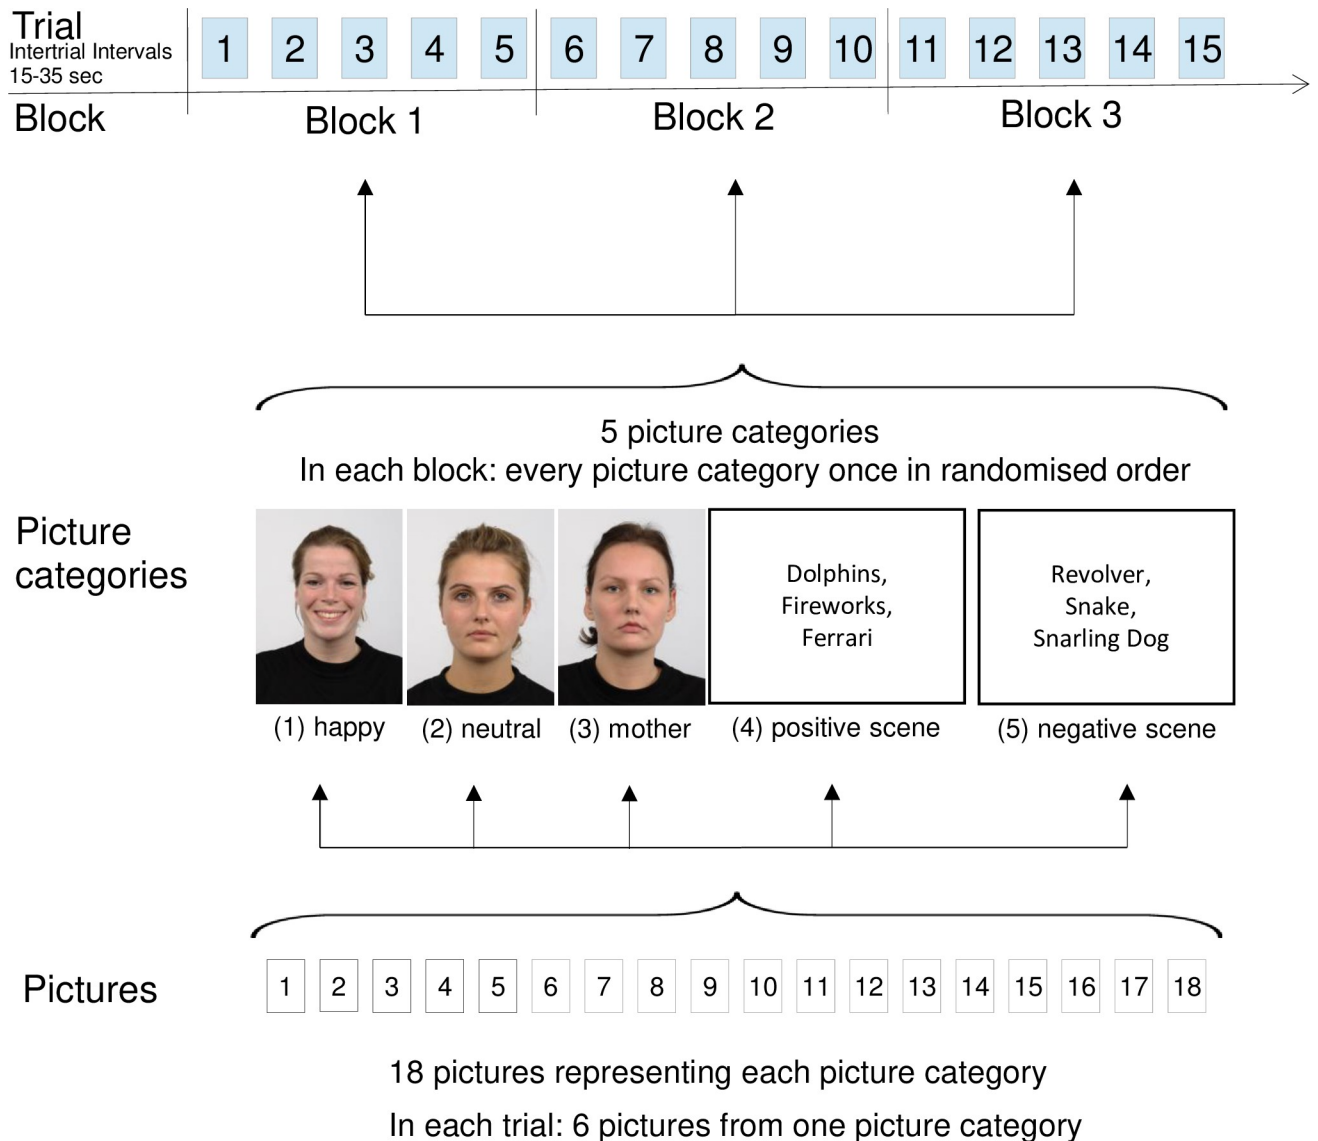 Trial
Intertrial Intervals
15-35 sec
1 2 3 4 5 6 7 8 9 10 11 12 13 14 15
Block
Block 1
Block 2
Block 3
5 picture categories
In each block: every picture category once in randomised order
Picture
categories
Dolphins,
Fireworks,
Ferrari
Revolver,
Snake,
Snarling Dog
(1) happy
(2) neutral
(3) mother
(4) positive scene
(5) negative scene
Pictures
1 2 3 4 5 6 7 8 9 10 11 12 13 14 15 16 17 18
18 pictures representing each picture category
In each trial: 6 pictures from one picture category